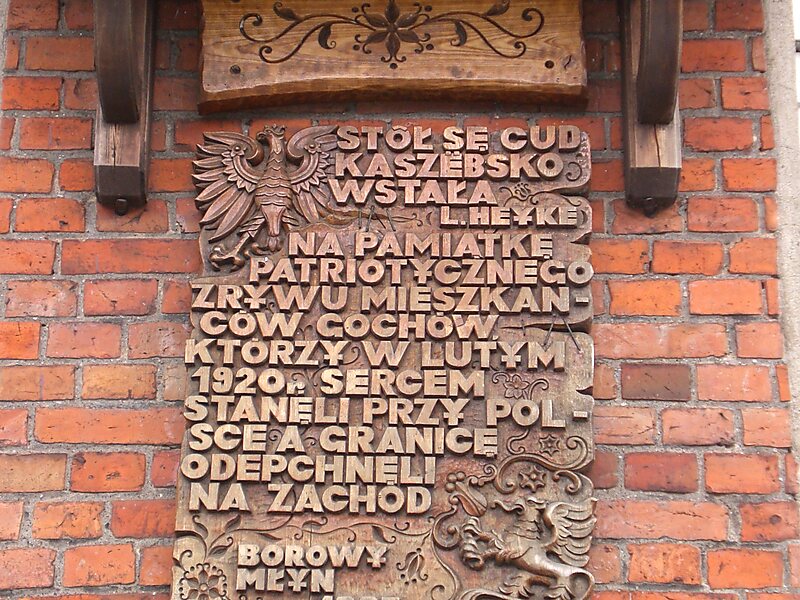 STÓŁ SĘ CUD
KASZËBSKO
WSTAŁA
L.HEYKE
NA PAMIĄTKĘ
PATRIOTYCZNEGO
ZRYWU MIESZKAN-
CÓW COCHÓW
KTÓRZY W LUTYM
1920R SERCEM
STANĘLI PRZY POL-
SCE A GRANICĘ
ODEPCHNĘLI
NA ZACHÓD
BOROWY
MŁYN